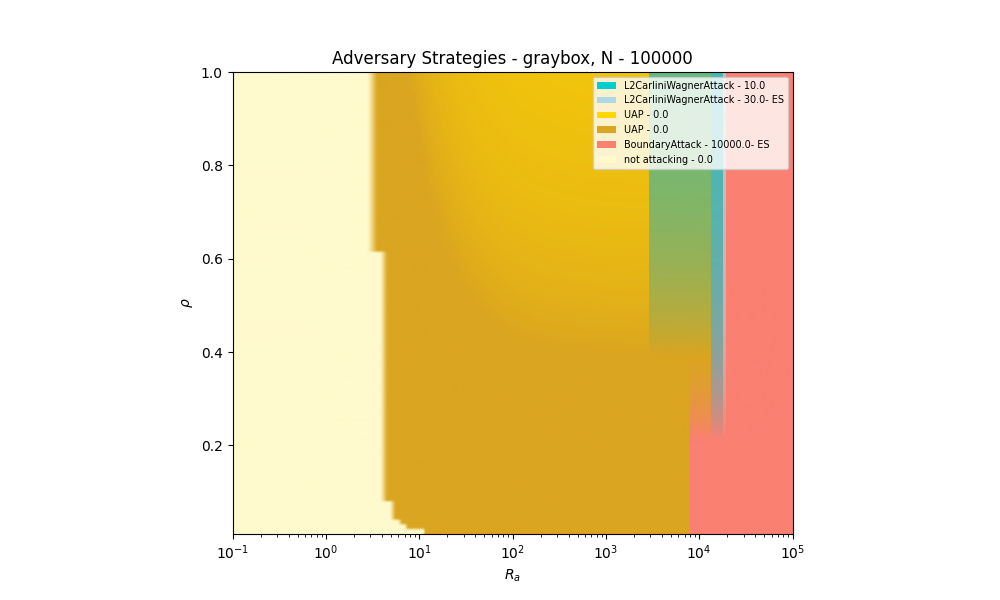 Adversary Strategies - graybox, N - 100000
1.0
L2CarliniWagnerAttack - 10.0
L2CarliniWagnerAttack - 30.0- ES
UAP - 0.0
UAP - 0.0
BoundaryAttack - 10000.0- ES
not attacking - 0.0
0.8
0.6
ρ
0.4
0.2
10⁻¹ 10⁰ 10¹ 10² 10³ 10⁴ 10⁵
Rₐ